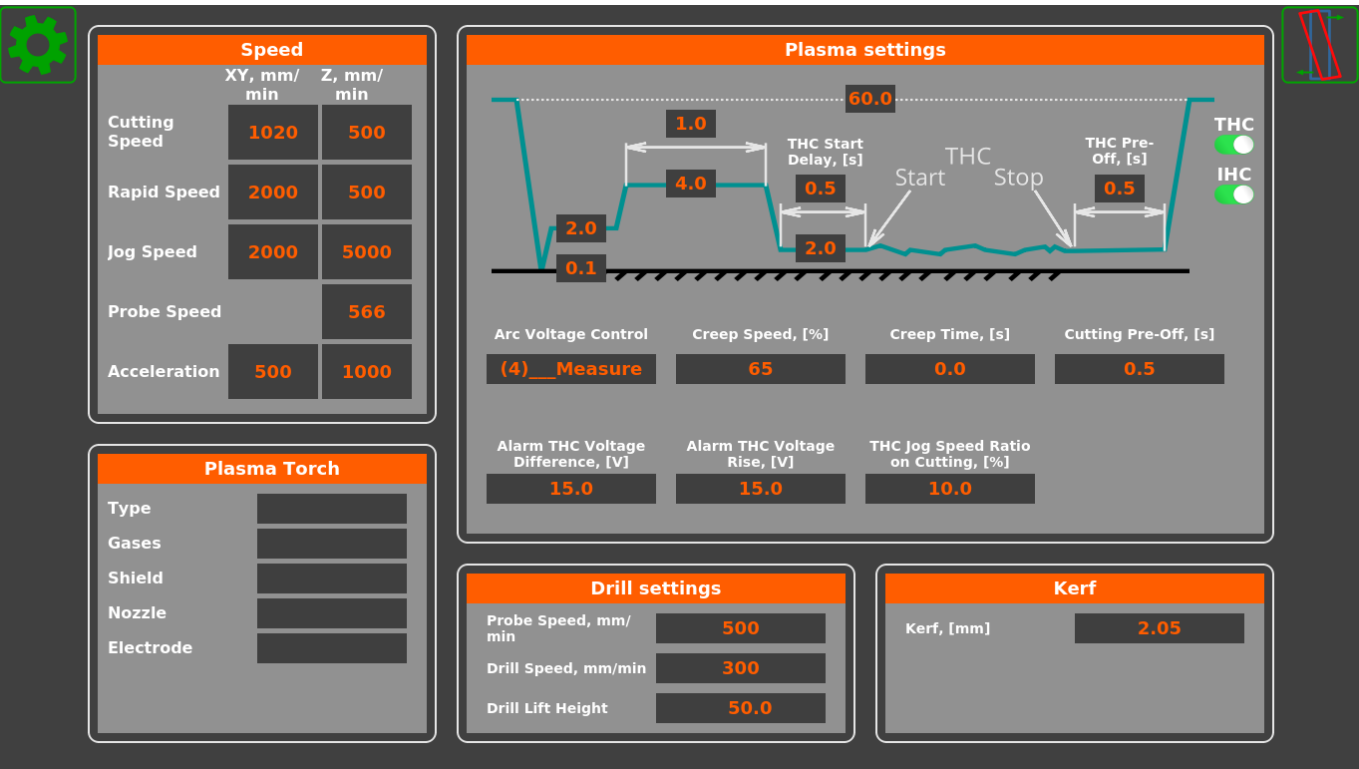 Speed
XY, mm/
min
Z, mm/
min
Cutting
Speed
1020
500
Rapid Speed
2000
500
Jog Speed
2000
5000
Probe Speed
566
Acceleration
500
1000
Plasma Torch
Type
Gases
Shield
Nozzle
Electrode
Plasma settings
60.0
1.0
4.0
2.0
0.1
THC Start
Delay, [s]
0.5
2.0
THC
Start
Stop
THC Pre-
Off, [s]
0.5
THC
IHC
Arc Voltage Control
(4)___Measure
Creep Speed, [%]
65
Creep Time, [s]
0.0
Cutting Pre-Off, [s]
0.5
Alarm THC Voltage
Difference, [V]
15.0
Alarm THC Voltage
Rise, [V]
15.0
THC Jog Speed Ratio
on Cutting, [%]
10.0
Drill settings
Probe Speed, mm/
min
500
Drill Speed, mm/min
300
Drill Lift Height
50.0
Kerf
Kerf, [mm]
2.05